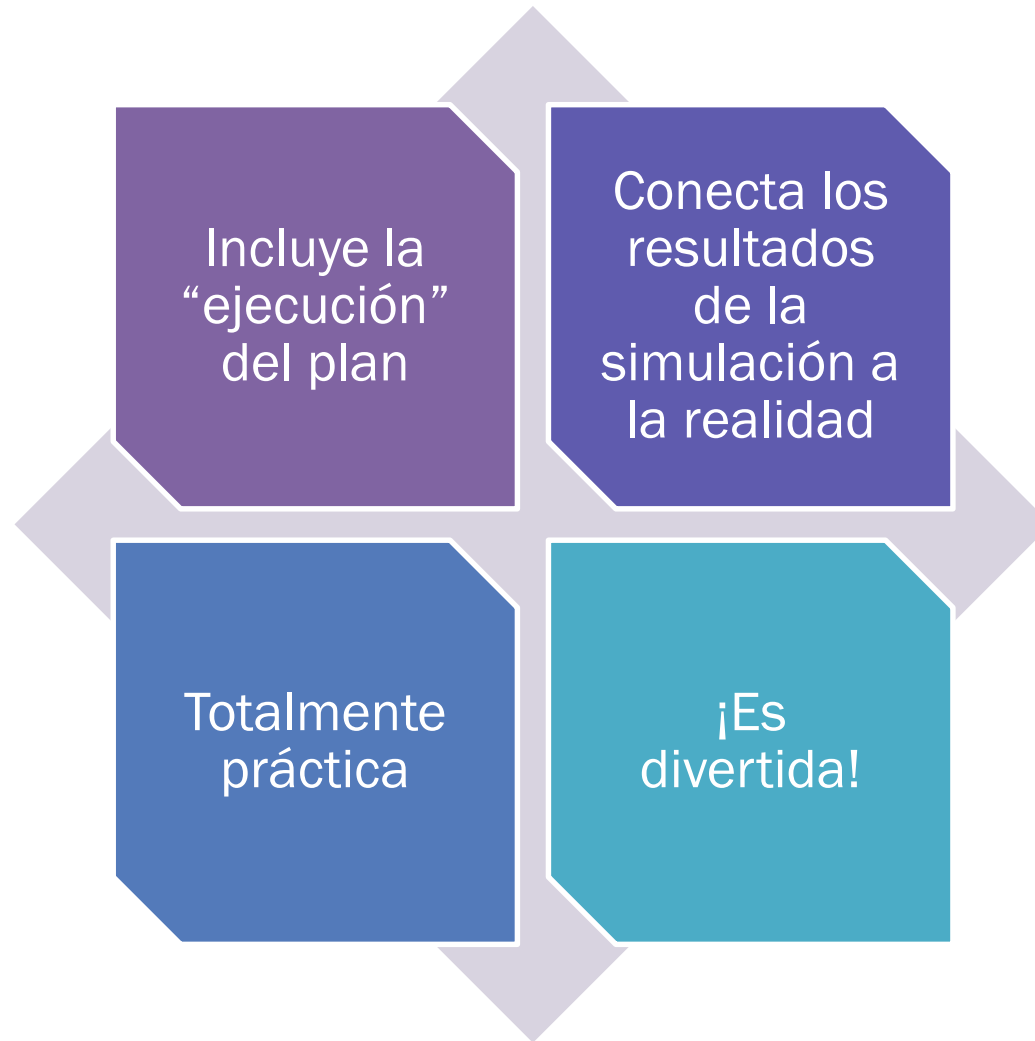 Incluye la
“ejecución”
del plan
Conecta los
resultados
de la
simulación a
la realidad
Totalmente
práctica
¡Es
divertida!